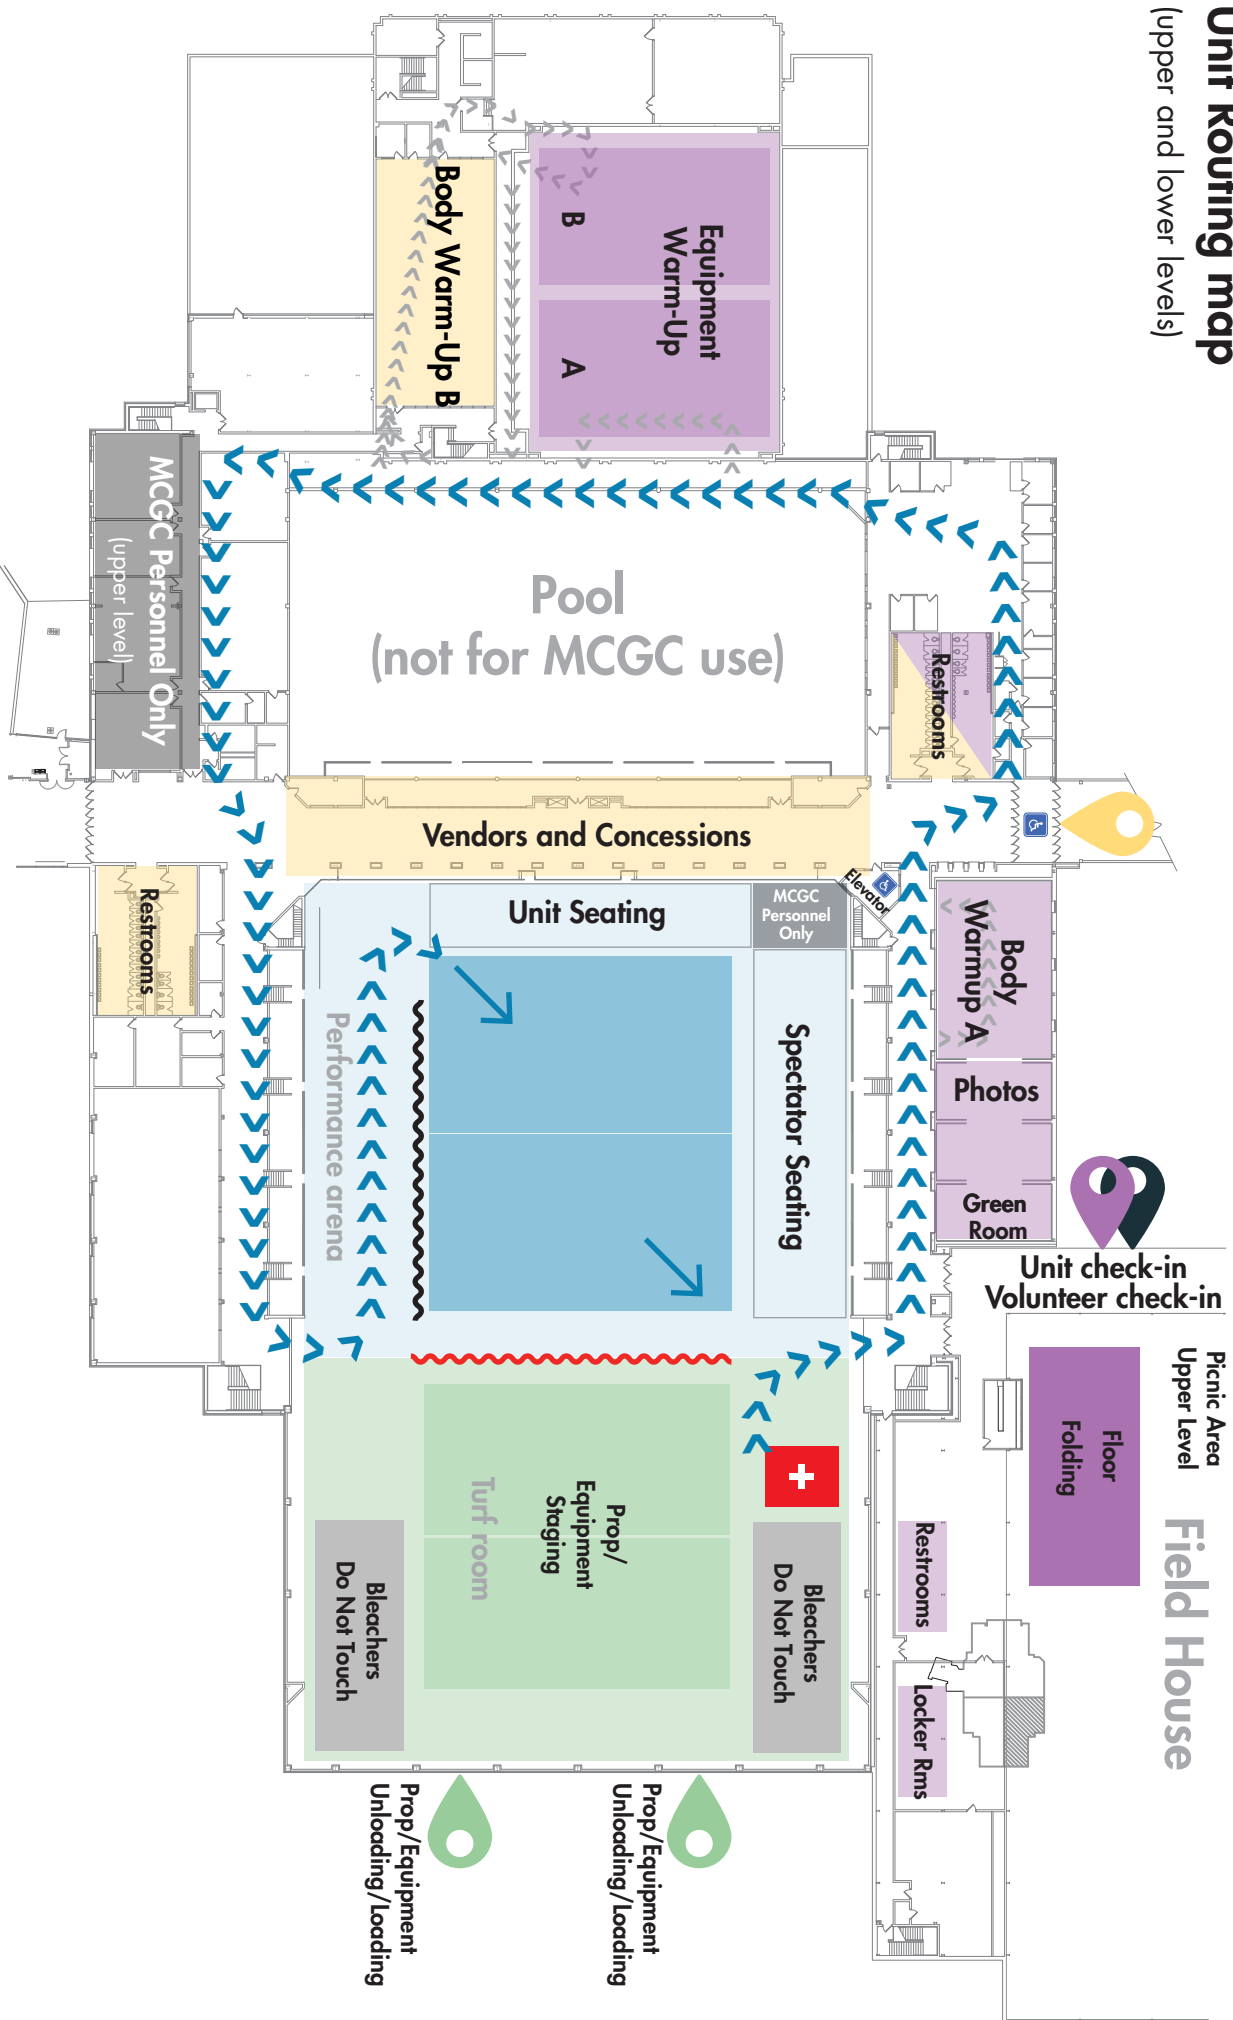 Unit Routing map
(upper and lower levels)
Equipment
Warm-Up
B
A
Body Warm-Up B
MCGC Personnel Only
(upper level)
Pool
(not for MCGC use)
Restrooms
Vendors and Concessions
Elevator
Unit Seating
MCGC
Personnel
Only
Body
Warmup A
Restrooms
Performance arena
Spectator Seating
Photos
Green
Room
Unit check-in
Volunteer check-in
Picnic Area
Upper Level
Floor
Folding
Field House
Prop/
Equipment
Staging
Turf room
Bleachers
Do Not Touch
Bleachers
Do Not Touch
Restrooms
Locker Rms
Prop/Equipment
Unloading/Loading
Prop/Equipment
Unloading/Loading